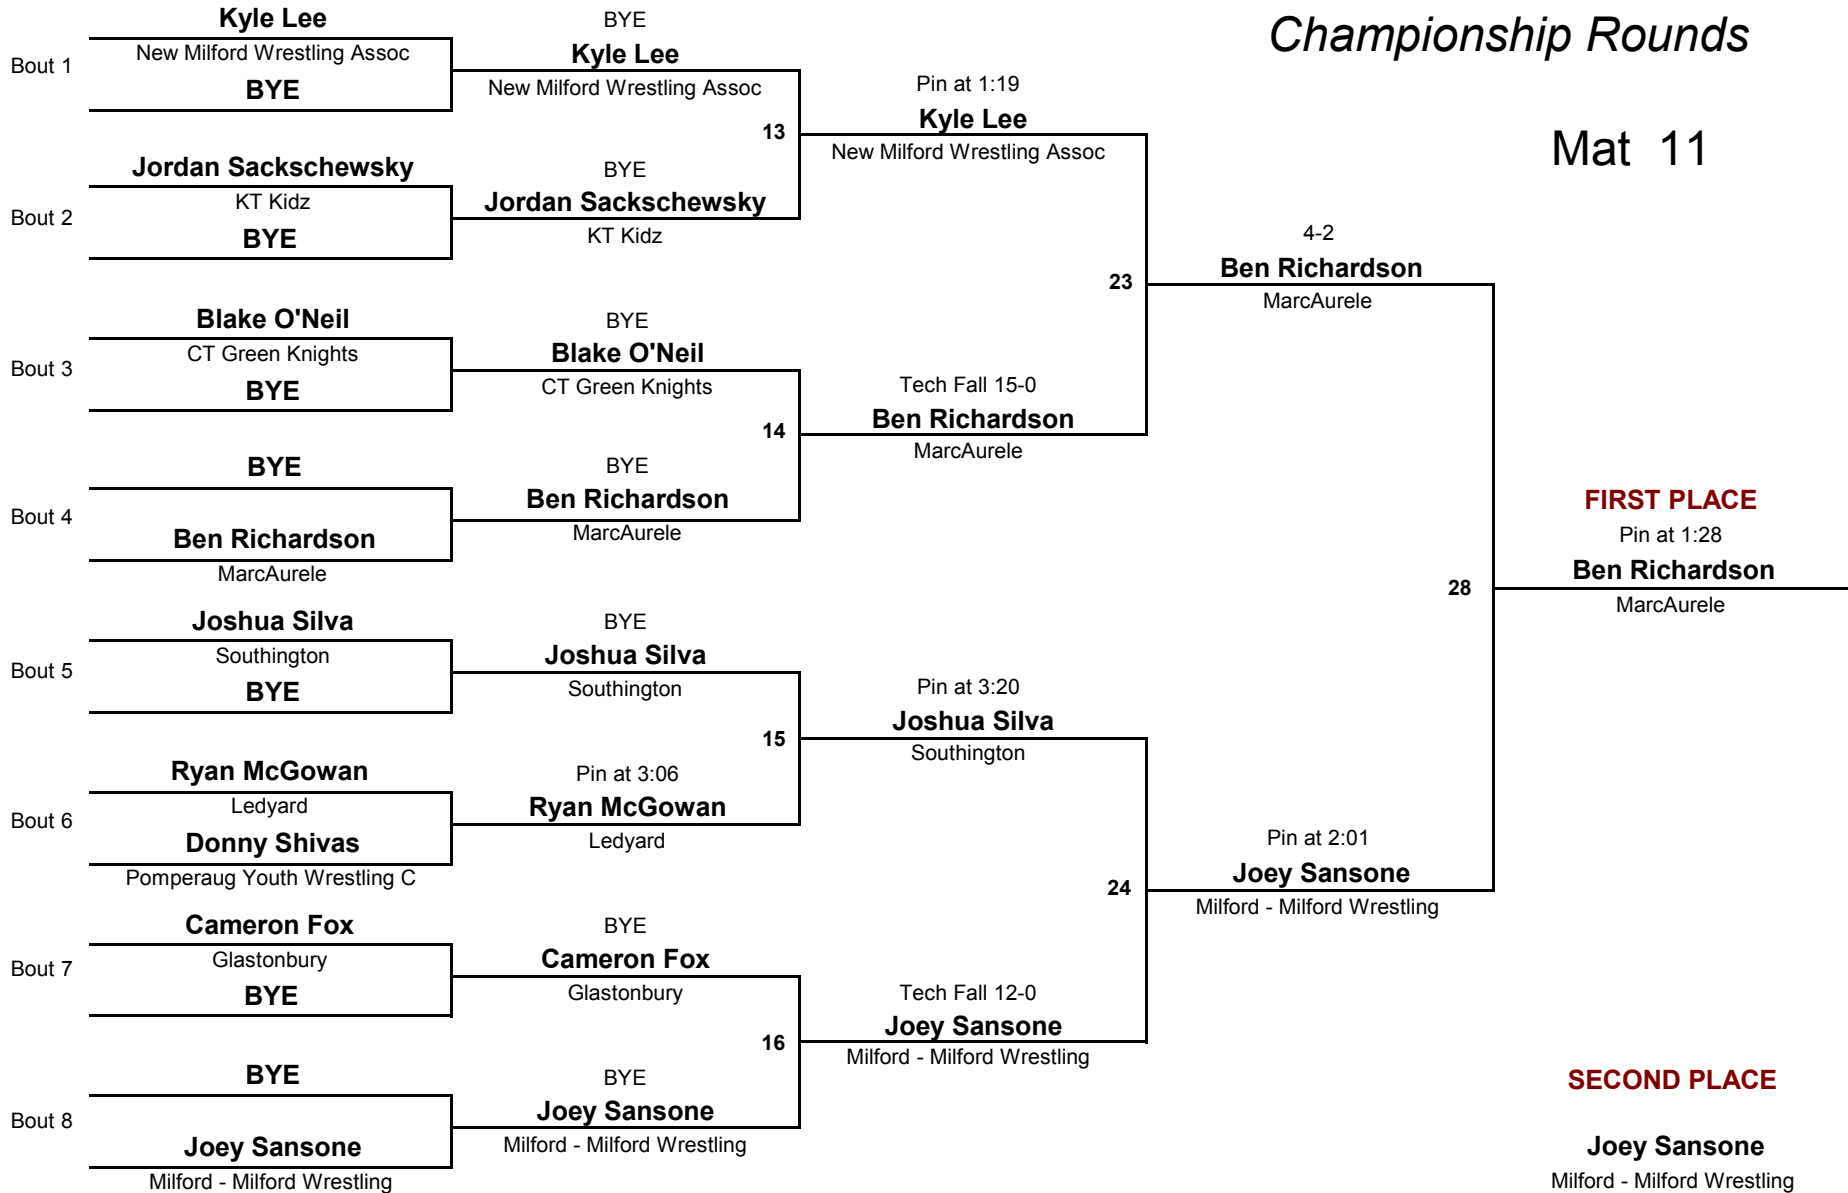 Championship Rounds
Mat 11
Bout 1
Kyle Lee
New Milford Wrestling Assoc
BYE
Bout 2
Jordan Sackschewsky
KT Kidz
BYE
Bout 3
Blake O'Neil
CT Green Knights
BYE
Bout 4
BYE
Ben Richardson
MarcAurele
Bout 5
Joshua Silva
Southington
BYE
Bout 6
Ryan McGowan
Ledyard
Donny Shivas
Pomperaug Youth Wrestling C
Bout 7
Cameron Fox
Glastonbury
BYE
Bout 8
BYE
Joey Sansone
Milford - Milford Wrestling
BYE
Kyle Lee
New Milford Wrestling Assoc
13
BYE
Jordan Sackschewsky
KT Kidz
BYE
Blake O'Neil
CT Green Knights
14
BYE
Ben Richardson
MarcAurele
BYE
Joshua Silva
Southington
15
Pin at 3:06
Ryan McGowan
Ledyard
BYE
Cameron Fox
Glastonbury
16
BYE
Joey Sansone
Milford - Milford Wrestling
Pin at 1:19
Kyle Lee
New Milford Wrestling Assoc
23
Tech Fall 15-0
Ben Richardson
MarcAurele
Pin at 3:20
Joshua Silva
Southington
24
Tech Fall 12-0
Joey Sansone
Milford - Milford Wrestling
4-2
Ben Richardson
MarcAurele
28
Pin at 2:01
Joey Sansone
Milford - Milford Wrestling
FIRST PLACE
Pin at 1:28
Ben Richardson
MarcAurele
SECOND PLACE
Joey Sansone
Milford - Milford Wrestling